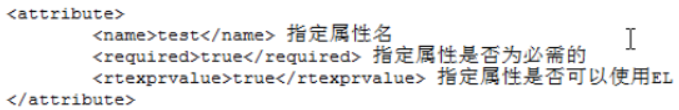 <attribute>
<name>test</name> 指定属性名
<required>true</required> 指定属性是否为必需的
<rtexprvalue>true</rtexprvalue> 指定属性是否可以使用EL
</attribute>